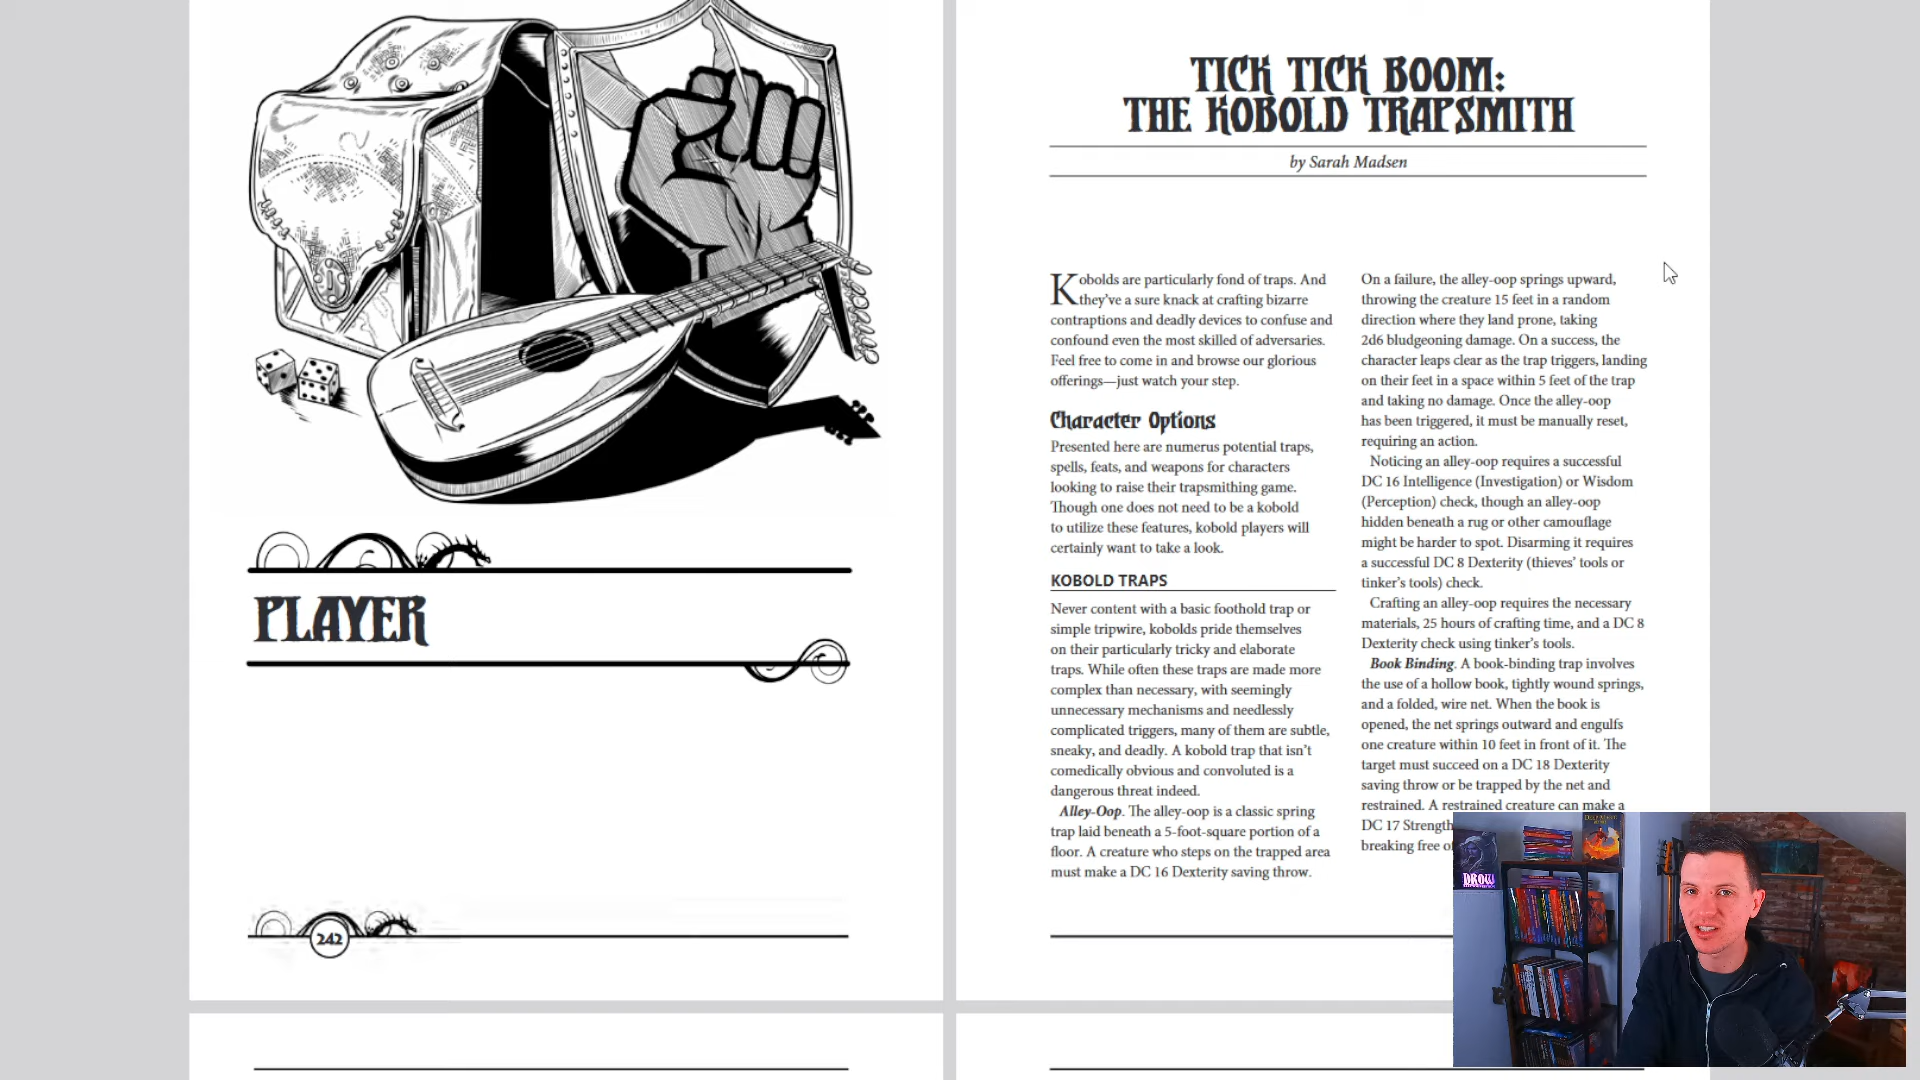 PLAYER
242
TICK TICK BOOM:
THE KOBOLD TRAPSMITH
by Sarah Madsen
Kobolds are particularly fond of traps. And
they've a sure knack at crafting bizarre
contraptions and deadly devices to confuse and
confound even the most skilled of adversaries.
Feel free to come in and browse our glorious
offerings—just watch your step.
Character Options
Presented here are numerus potential traps,
spells, feats, and weapons for characters
looking to raise their trapsmithing game.
Though one does not need to be a kobold
to utilize these features, kobold players will
certainly want to take a look.
KOBOLD TRAPS
Never content with a basic foothold trap or
simple tripwire, kobolds pride themselves
on their particularly tricky and elaborate
traps. While often these traps are made more
complex than necessary, with seemingly
unnecessary mechanisms and needlessly
complicated triggers, many of them are subtle,
sneaky, and deadly. A kobold trap that isn't
comedically obvious and convoluted is a
dangerous threat indeed.
Alley-Oop. The alley-oop is a classic spring
trap laid beneath a 5-foot-square portion of a
floor. A creature who steps on the trapped area
must make a DC 16 Dexterity saving throw.
On a failure, the alley-oop springs upward,
throwing the creature 15 feet in a random
direction where they land prone, taking
2d6 bludgeoning damage. On a success, the
character leaps clear as the trap triggers, landing
on their feet in a space within 5 feet of the trap
and taking no damage. Once the alley-oop
has been triggered, it must be manually reset,
requiring an action.
Noticing an alley-oop requires a successful
DC 16 Intelligence (Investigation) or Wisdom
(Perception) check, though an alley-oop
hidden beneath a rug or other camouflage
might be harder to spot. Disarming it requires
a successful DC 8 Dexterity (thieves' tools or
tinker's tools) check.
Crafting an alley-oop requires the necessary
materials, 25 hours of crafting time, and a DC 8
Dexterity check using tinker's tools.
Book Binding. A book-binding trap involves
the use of a hollow book, tightly wound springs,
and a folded, wire net. When the book is
opened, the net springs outward and engulfs
one creature within 10 feet in front of it. The
target must succeed on a DC 18 Dexterity
saving throw or be trapped by the net and
restrained. A restrained creature can make a
DC 17 Strength
breaking free
DROW